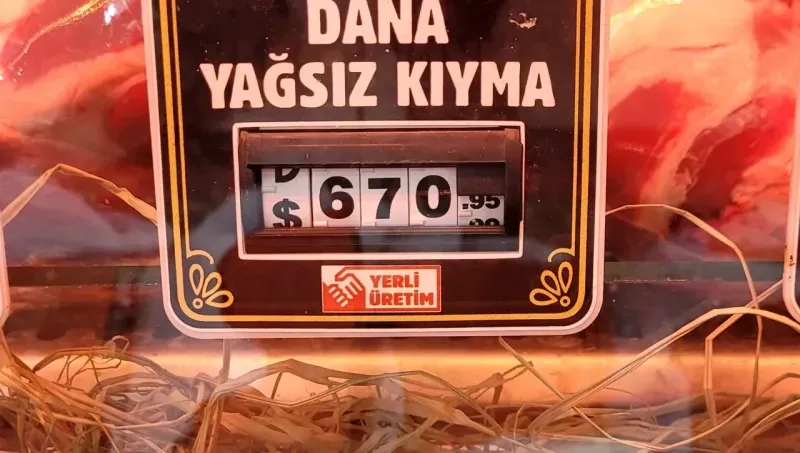 DANA
YAĞSIZ KIYMA
$ 670 .95
YERLİ
ÜRETİM